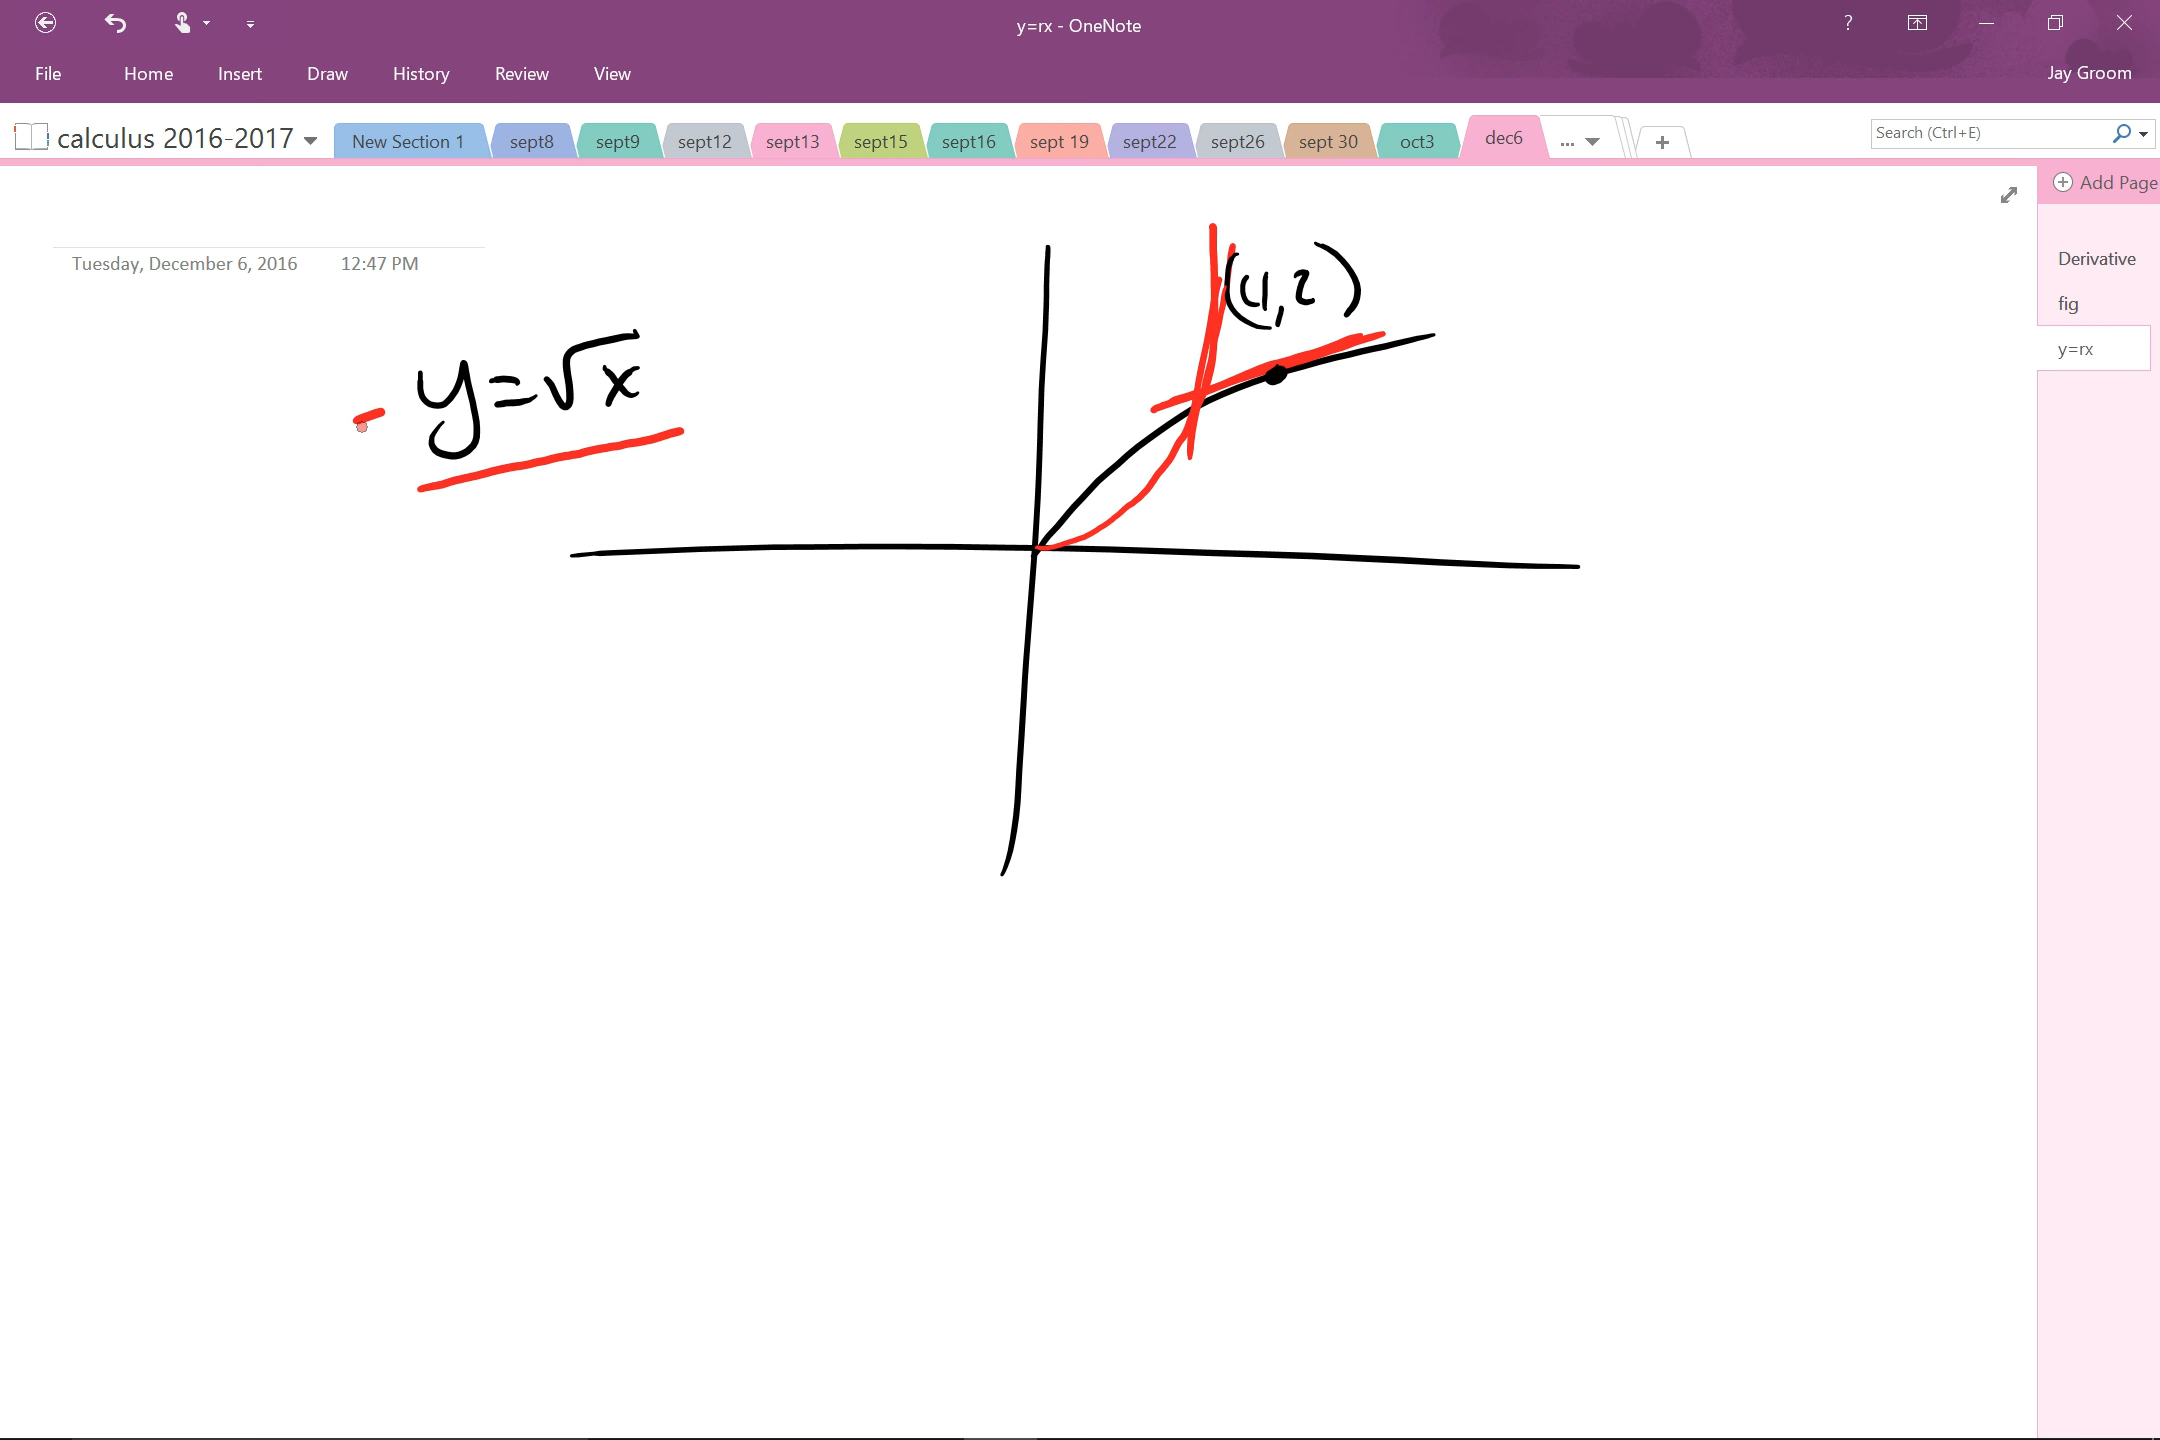 y=rx - OneNote
?
File Home Insert Draw History Review View
Jay Groom
calculus 2016-2017
New Section 1 sept8 sept9 sept12 sept13 sept15 sept16 sept 19 sept22 sept26 sept 30 oct3 dec6 ... +
Search (Ctrl+E)
Add Page
Derivative
fig
y=rx
Tuesday, December 6, 2016 12:47 PM
(4,2)
y=√x